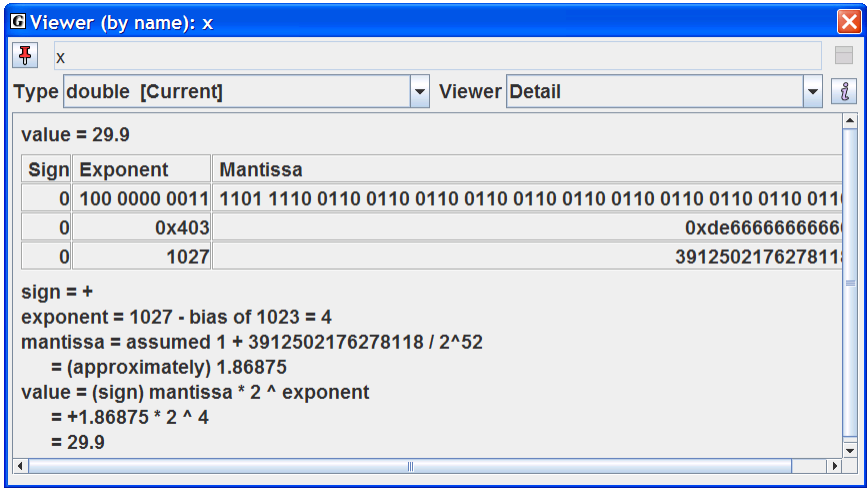 G Viewer (by name): x
x
Type double [Current] Viewer Detail
value = 29.9
Sign Exponent Mantissa
0 100 0000 0011 1101 1110 0110 0110 0110 0110 0110 0110 0110 0110 0110 0110 011
0 0x403 0xde6666666666
0 1027 3912502176278118
sign = +
exponent = 1027 - bias of 1023 = 4
mantissa = assumed 1 + 3912502176278118 / 2^52
= (approximately) 1.86875
value = (sign) mantissa * 2 ^ exponent
= +1.86875 * 2 ^ 4
= 29.9